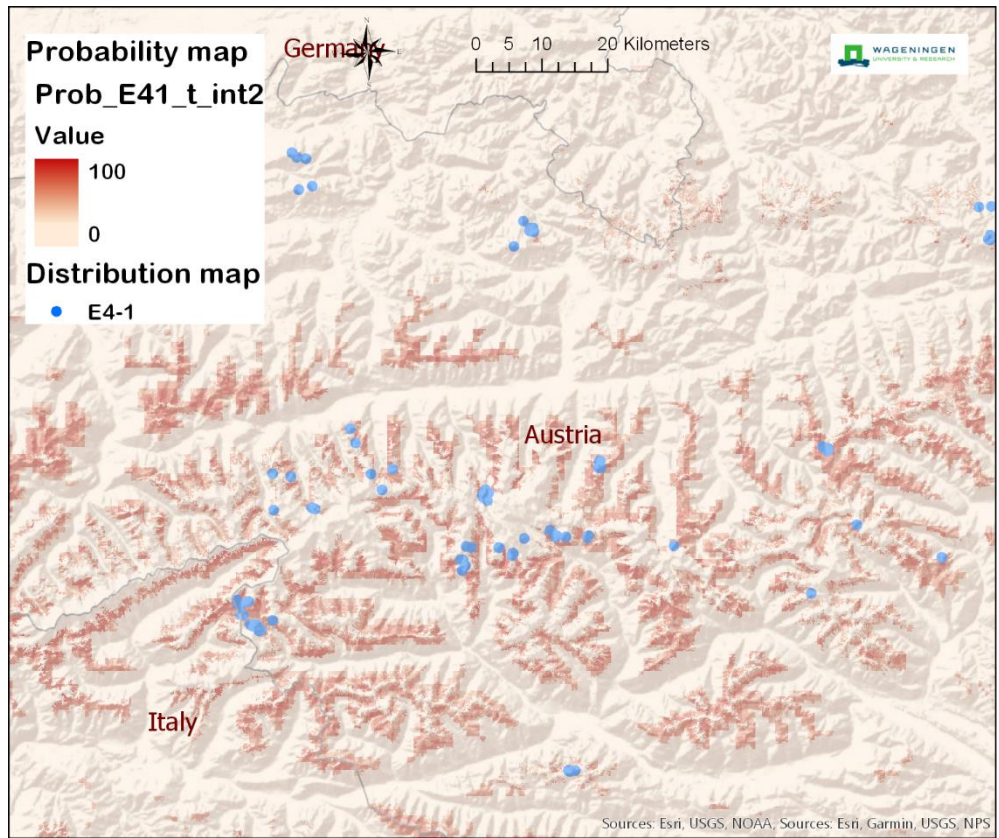 Probability map
Prob_E41_t_int2
Value
100
0
Distribution map
E4-1
Germany
N
E
S
0 5 10 20 Kilometers
WAGENINGEN
UNIVERSITY & RESEARCH
Austria
Italy
Sources: Esri, USGS, NOAA, Sources: Esri, Garmin, USGS, NPS